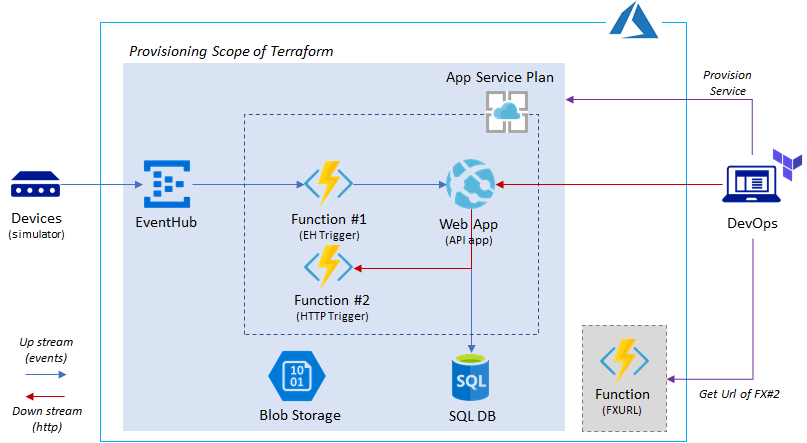 Provisioning Scope of Terraform
App Service Plan
Provision
Service
Devices
(simulator)
EventHub
Function #1
(EH Trigger)
Web App
(API app)
DevOps
Function #2
(HTTP Trigger)
Up stream
(events)
Down stream
(http)
10
01
Blob Storage
SQL
SQL DB
Function
(FXURL)
Get Url of FX#2